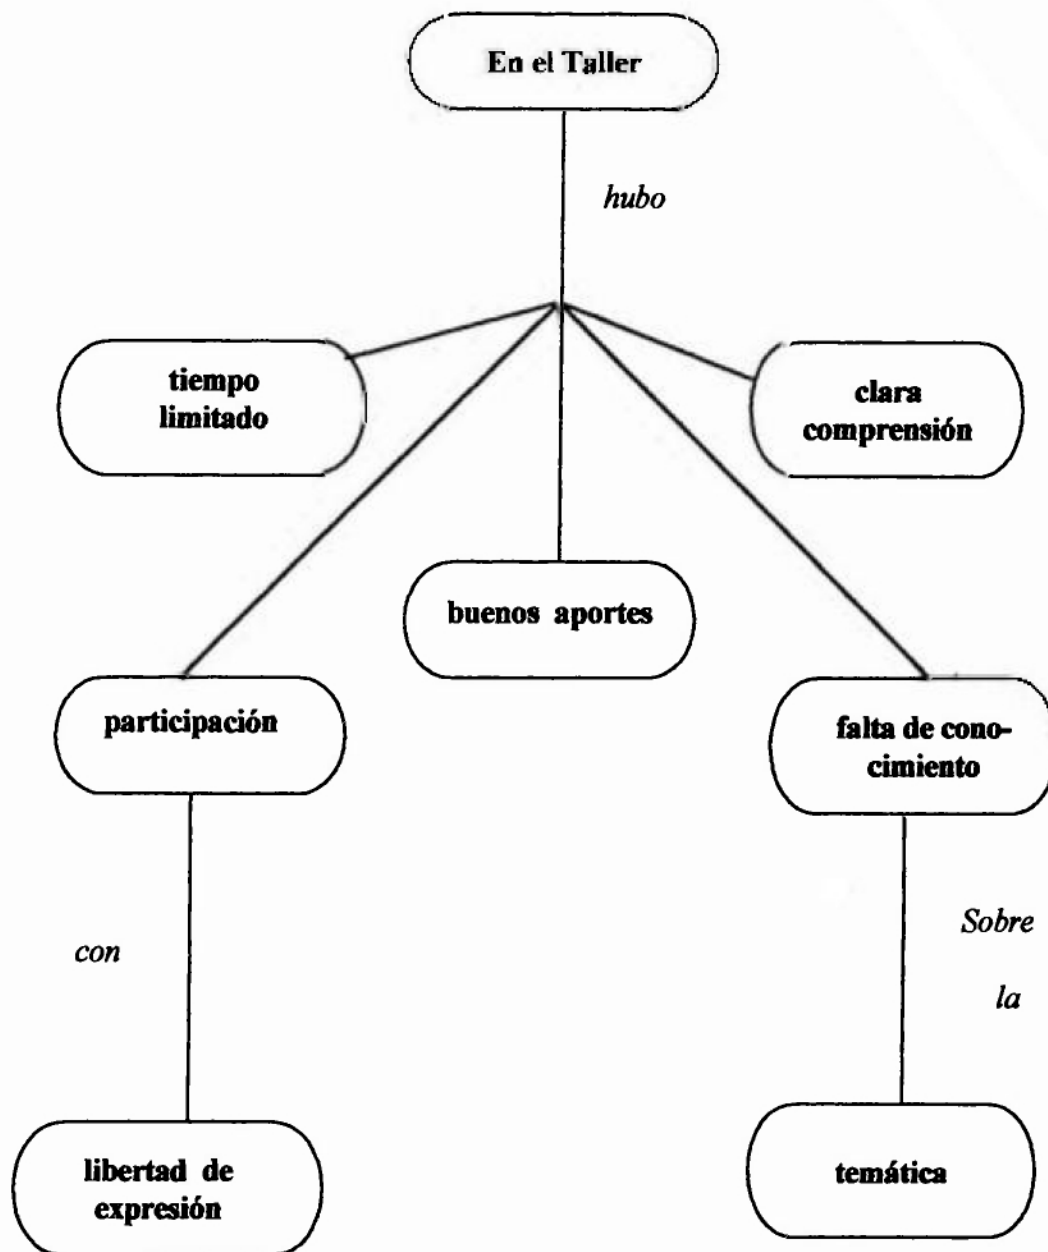 En el Taller
hubo
tiempo
limitado
clara
comprensión
buenos aportes
participación
falta de cono-
cimiento
con
Sobre
la
libertad de
expresión
temática